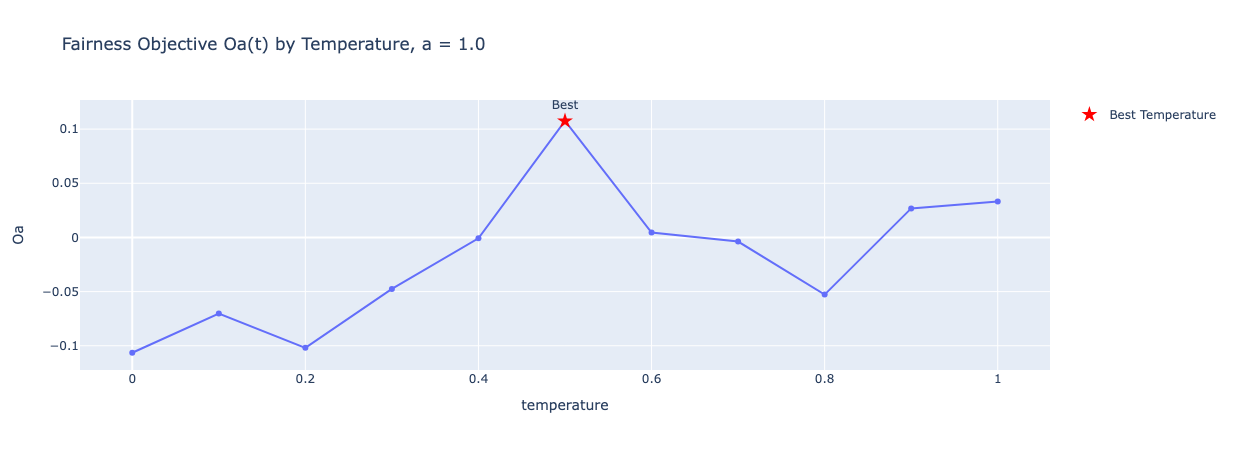 Fairness Objective Oa(t) by Temperature, a = 1.0
Best
Best Temperature
0.1
0.05
0
−0.05
−0.1
Oa
0 0.2 0.4 0.6 0.8 1
temperature